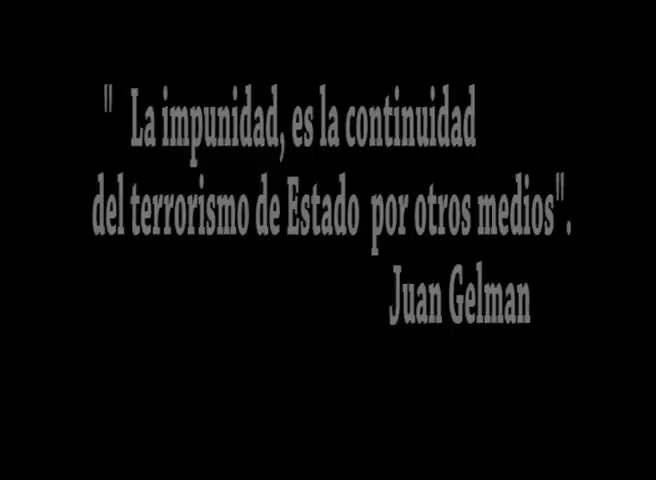 " La impunidad, es la continuidad
del terrorismo de Estado por otros medios".
Juan Gelman